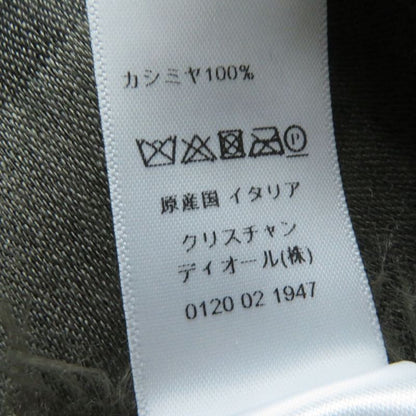 カシミヤ100%
P
原産国 イタリア
クリスチャン
ディオール(株)
0120 02 1947